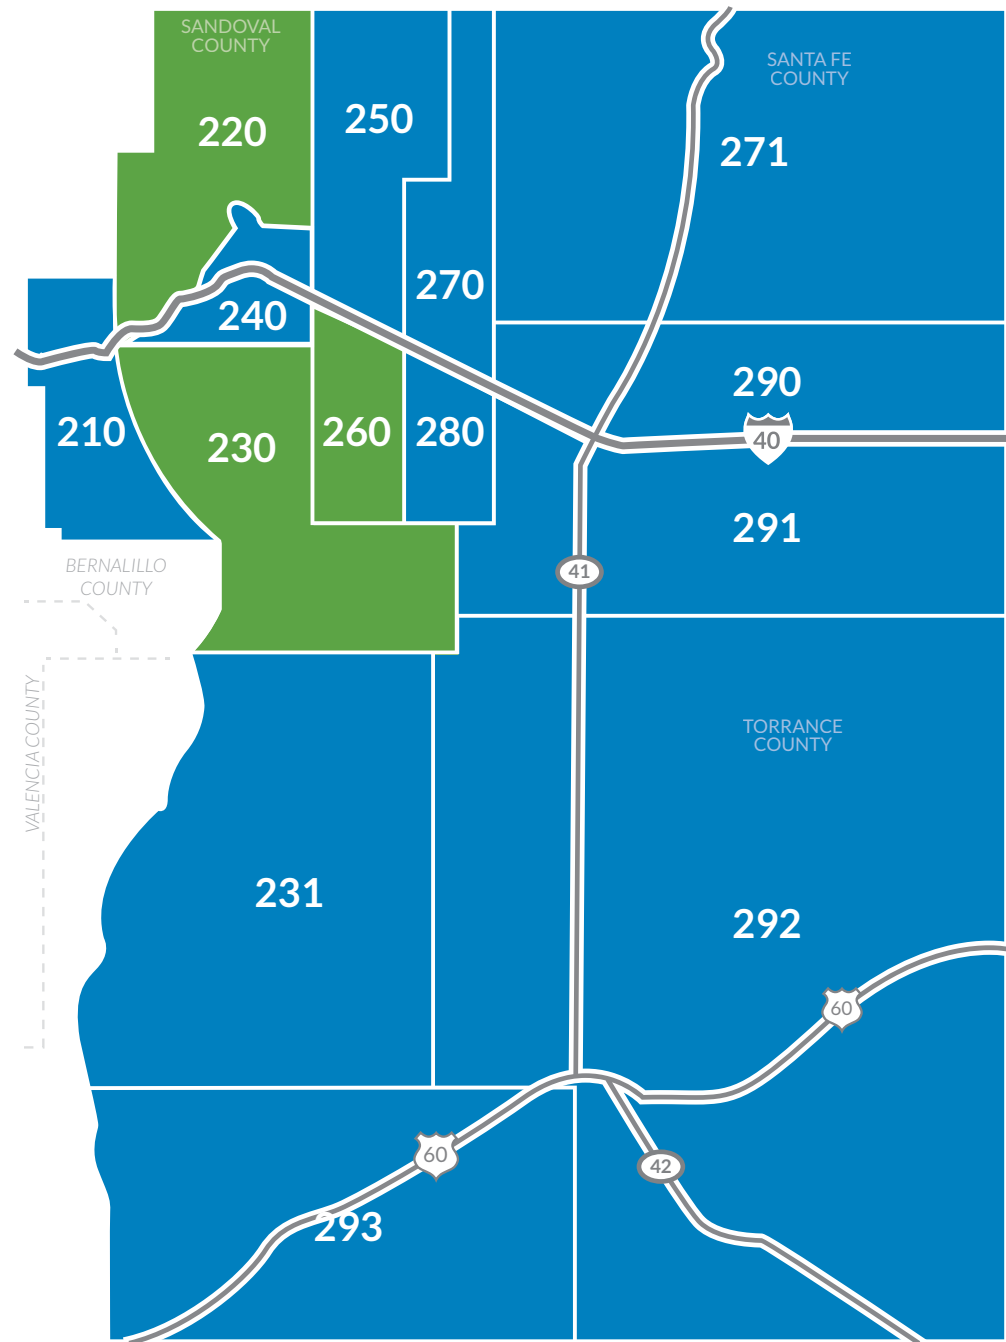 SANDOVAL
COUNTY
220
250
SANTA FE
COUNTY
271
270
240
290
40
210
230
260
280
291
BERNALILLO
COUNTY
41
VALENCIA COUNTY
TORRANCE
COUNTY
231
292
60
60
42
293